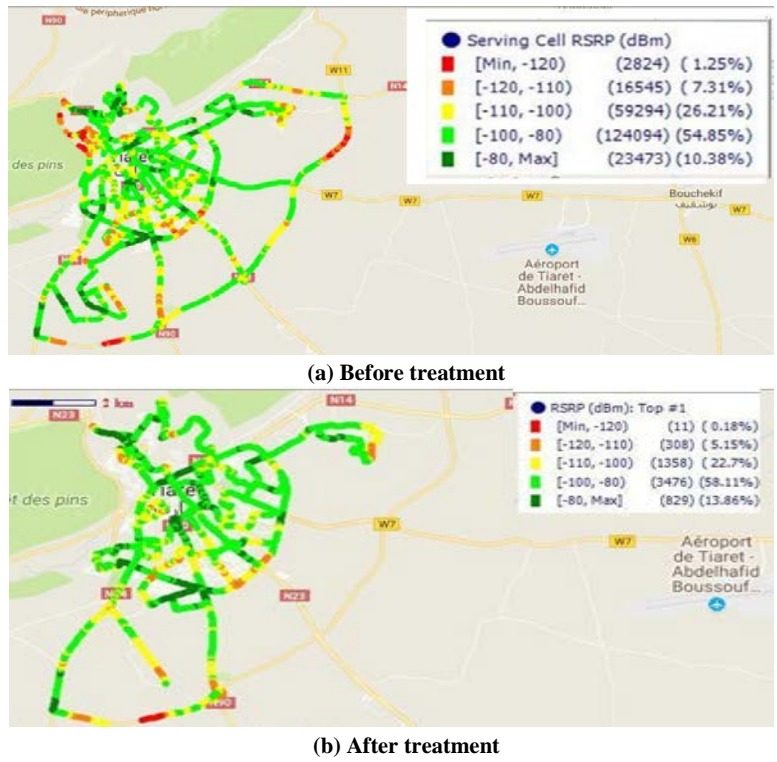 N90
W11
N14
Serving Cell RSRP (dBm)
[Min, -120) (2824) ( 1.25%)
[-120, -110) (16545) ( 7.31%)
[-110, -100) (59294) (26.21%)
[-100, -80) (124094) (54.85%)
[-80, Max] (23473) (10.38%)
des pins
W7
W7
W7
Bouchekif
بوشقيف
W7
W6
Aéroport
de Tiaret -
Abdelhafid
Boussouf...
N90
(a) Before treatment
2 km
N23
N14
RSRP (dBm): Top #1
[Min, -120) (11) ( 0.18%)
[-120, -110) (308) ( 5.15%)
[-110, -100) (1358) ( 22.7%)
[-100, -80) (3476) (58.11%)
[-80, Max] (829) (13.86%)
et des pins
W7
W7
Aéroport
de Tiaret -
Abdelhafid
Boussouf...
N23
N90
(b) After treatment